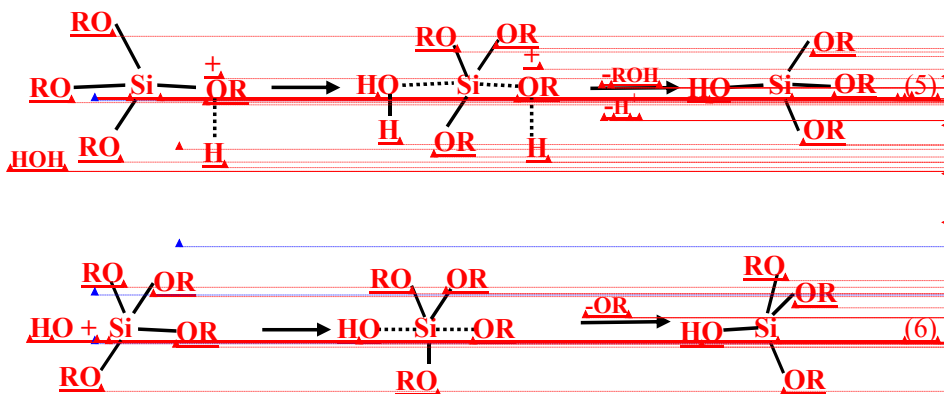 RO
+
RO Si OR
RO
H
HOH
RO OR
+
HO Si OR
H
OR
H
-ROH
-H+
OR
HO Si OR (5)
OR
RO OR
HO + Si OR
RO
RO OR
HO Si OR
RO
-OR
RO
OR
HO Si (6)
OR